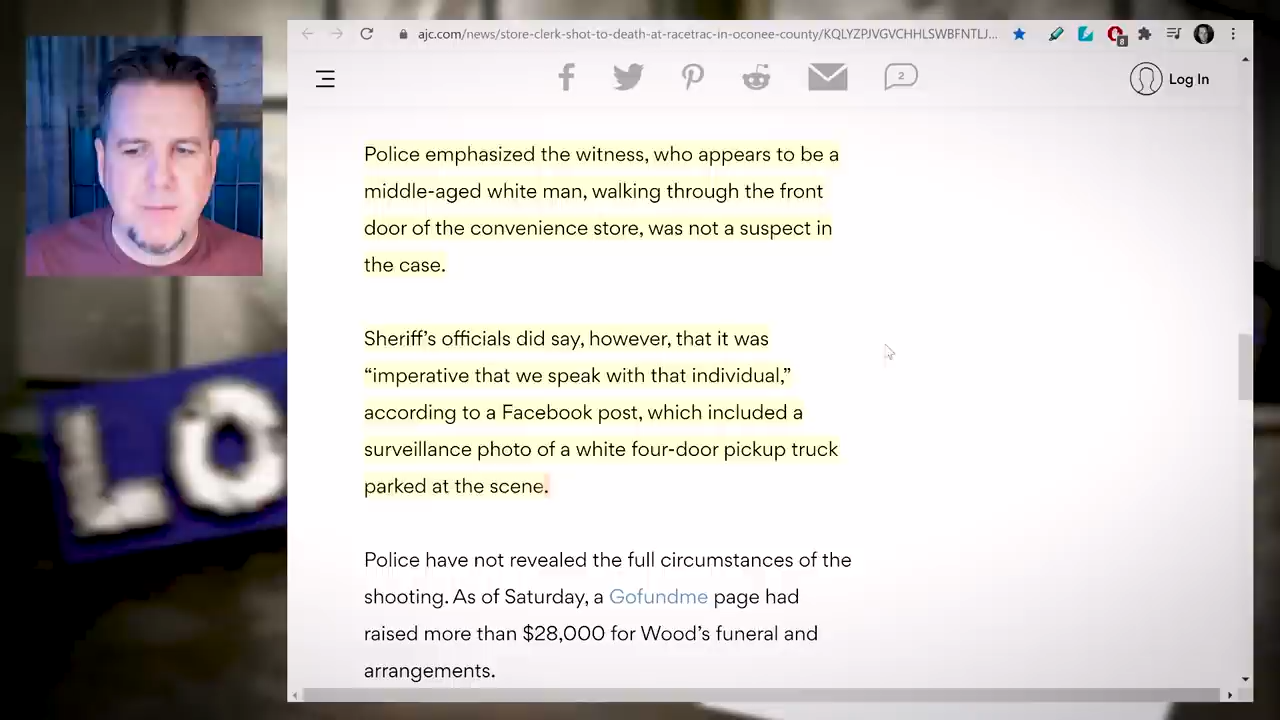 ajc.com/news/store-clerk-shot-to-death-at-racetrac-in-oconee-county/KQLYZPJVGVCHHLSWBFNTLJ...
8
2
Log In
Police emphasized the witness, who appears to be a
middle-aged white man, walking through the front
door of the convenience store, was not a suspect in
the case.
Sheriff’s officials did say, however, that it was
“imperative that we speak with that individual,”
according to a Facebook post, which included a
surveillance photo of a white four-door pickup truck
parked at the scene.
Police have not revealed the full circumstances of the
shooting. As of Saturday, a Gofundme page had
raised more than $28,000 for Wood’s funeral and
arrangements.
LO